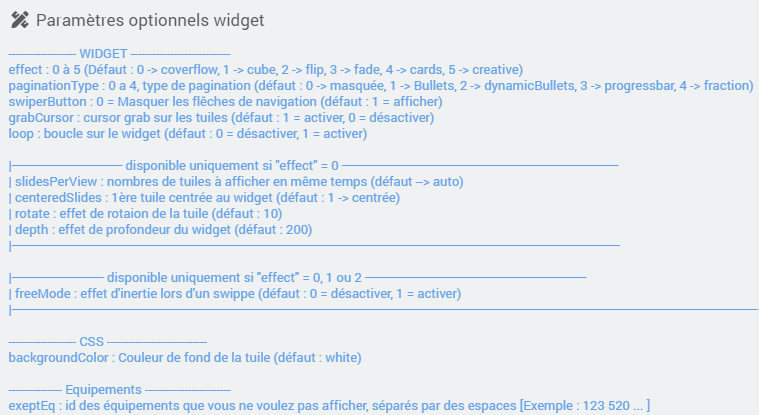 Paramètres optionnels widget
------------------- WIDGET ----------------------------
effect : 0 à 5 (Défaut : 0 -> coverflow, 1 -> cube, 2 -> flip, 3 -> fade, 4 -> cards, 5 -> creative)
paginationType : 0 a 4, type de pagination (défaut : 0 -> masquée, 1 -> Bullets, 2 -> dynamicBullets, 3 -> progressbar, 4 -> fraction)
swiperButton : 0 = Masquer les flêches de navigation (défaut : 1 = afficher)
grabCursor : cursor grab sur les tuiles (défaut : 1 = activer, 0 = désactiver)
loop : boucle sur le widget (défaut : 0 = désactiver, 1 = activer)
|------------------------------- disponible uniquement si "effect" = 0 ------------------------------------------------------------------------------
| slidesPerView : nombres de tuiles à afficher en même temps (défaut --> auto)
| centeredSlides : 1ère tuile centrée au widget (défaut : 1 -> centrée)
| rotate : effet de rotaion de la tuile (défaut : 10)
| depth : effet de profondeur du widget (défaut : 200)
|---------------------------------------------------------------------------------------------------------------------------------------------------------------------------
|-------------------------- disponible uniquement si "effect" = 0, 1 ou 2 --------------------------------------------------------------
| freeMode : effet d'inertie lors d'un swippe (défaut : 0 = désactiver, 1 = activer)
|------------------------------------------------------------------------------------------------------------------------------------------------------------------------------------------------------------------
------------------- CSS ----------------------------
backgroundColor : Couleur de fond de la tuile (défaut : white)
--------------- Equipements ------------------------
exeptEq : id des équipements que vous ne voulez pas afficher, séparés par des espaces [Exemple : 123 520 ... ]